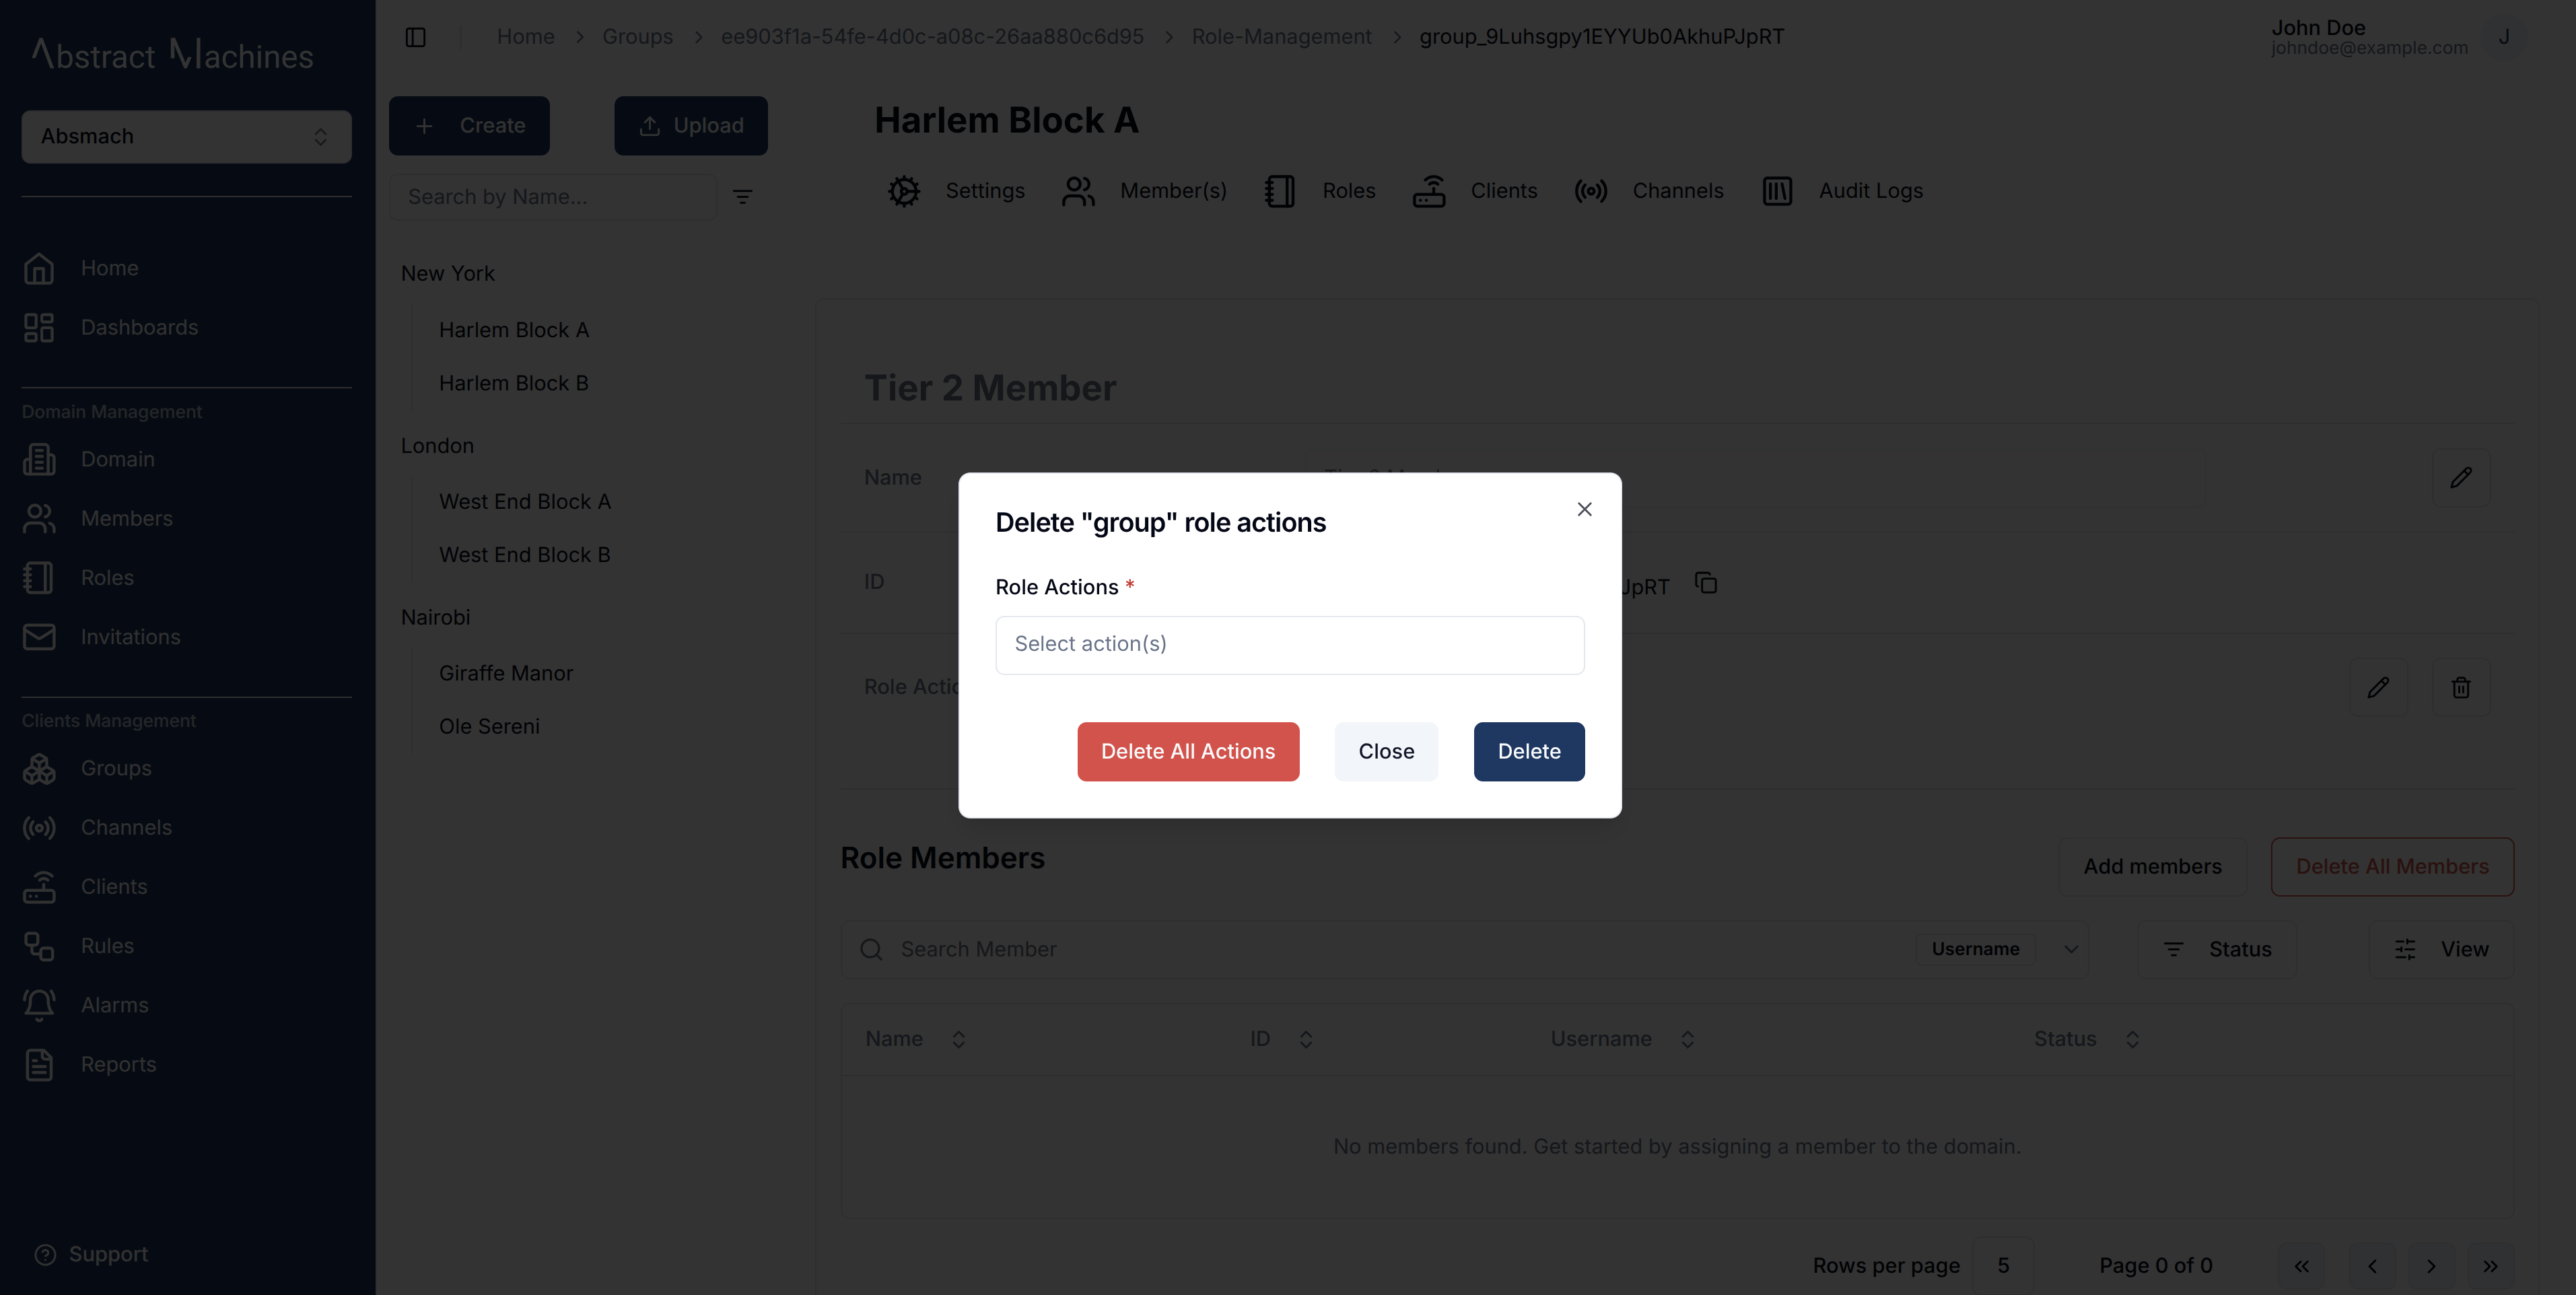 Abstract Machines
Absmach
Home
Dashboards
Domain Management
Domain
Members
Roles
Invitations
Clients Management
Groups
Channels
Clients
Rules
Alarms
Reports
Support
Home > Groups > ee903f1a-54fe-4d0c-a08c-26aa880c6d95 > Role-Management > group_9Luhsgpy1EYYUb0AkhuPJpRT
John Doe
johndoe@example.com
J
Create
Upload
Search by Name...
New York
Harlem Block A
Harlem Block B
London
West End Block A
West End Block B
Nairobi
Giraffe Manor
Ole Sereni
Harlem Block A
Settings Member(s) Roles Clients Channels Audit Logs
Tier 2 Member
Name
ID
JpRT
Role Actio
Delete "group" role actions
Role Actions *
Select action(s)
Delete All Actions Close Delete
Role Members
Add members Delete All Members
Search Member Username Status View
Name ID Username Status
No members found. Get started by assigning a member to the domain.
Rows per page 5 Page 0 of 0